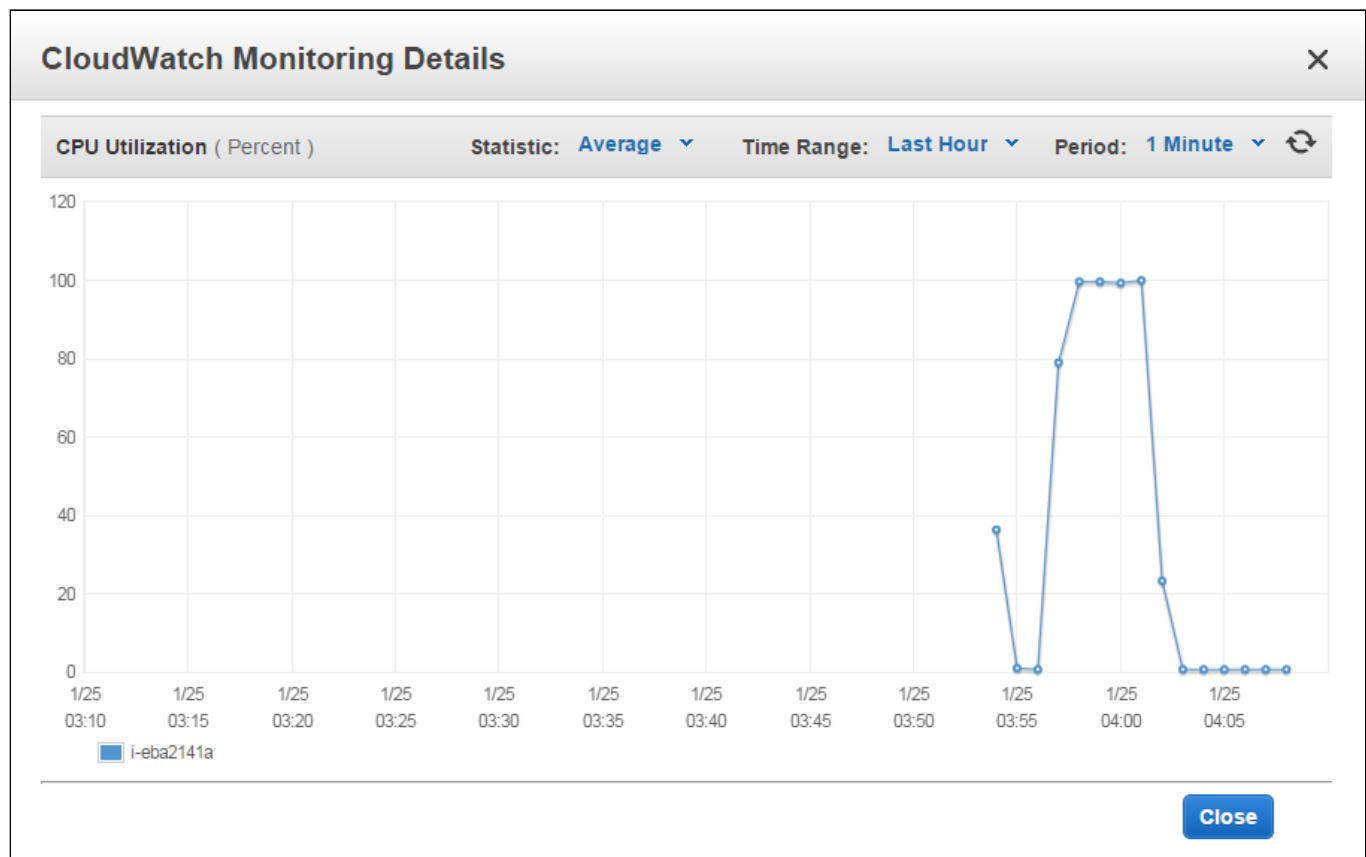 CloudWatch Monitoring Details
CPU Utilization ( Percent ) Statistic: Average Time Range: Last Hour Period: 1 Minute
120
100
80
60
40
20
0
1/25 1/25 1/25 1/25 1/25 1/25 1/25 1/25 1/25 1/25 1/25 1/25
03:10 03:15 03:20 03:25 03:30 03:35 03:40 03:45 03:50 03:55 04:00 04:05
i-eba2141a
Close